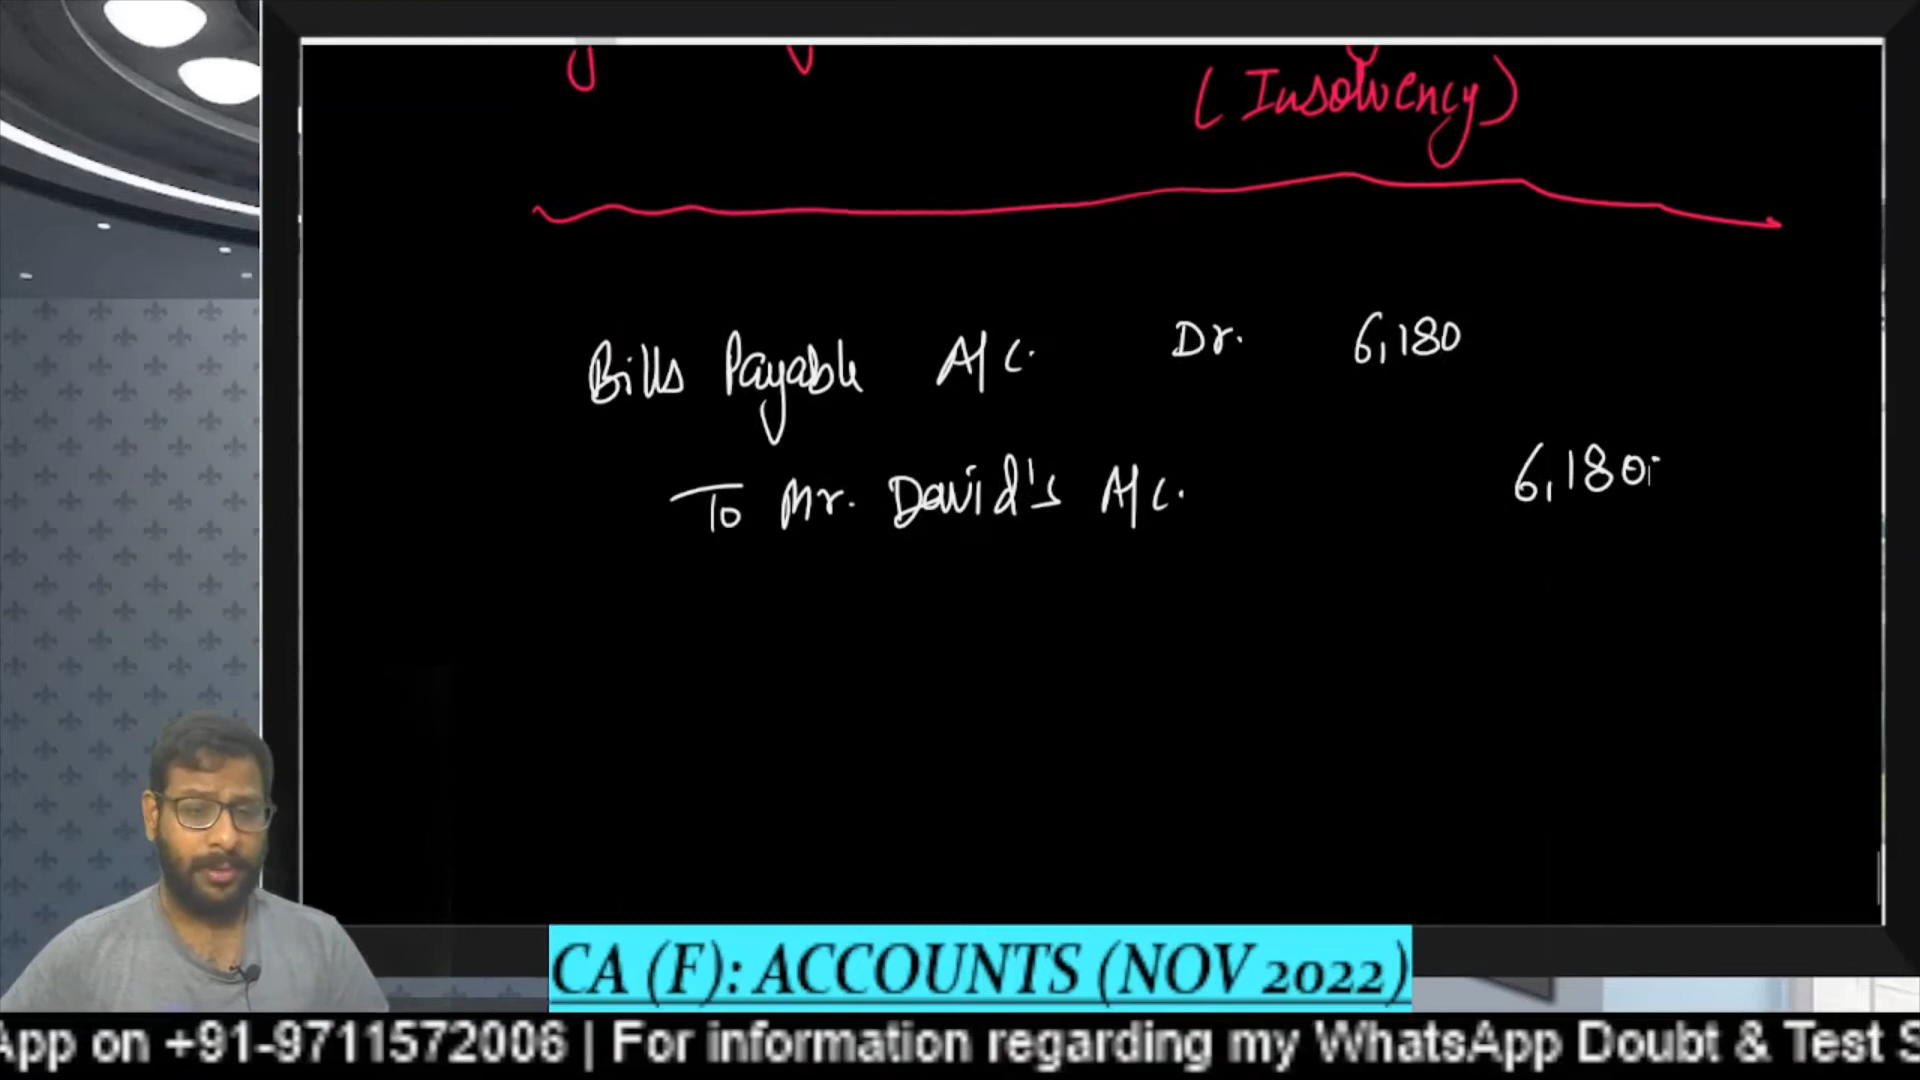 (Insolvency)
Bills Payable A/c. Dr. 6,180
To Mr. David's A/c. 6,180
CA (F): ACCOUNTS (NOV 2022)
App on +91-9711572006 | For information regarding my WhatsApp Doubt & Test S